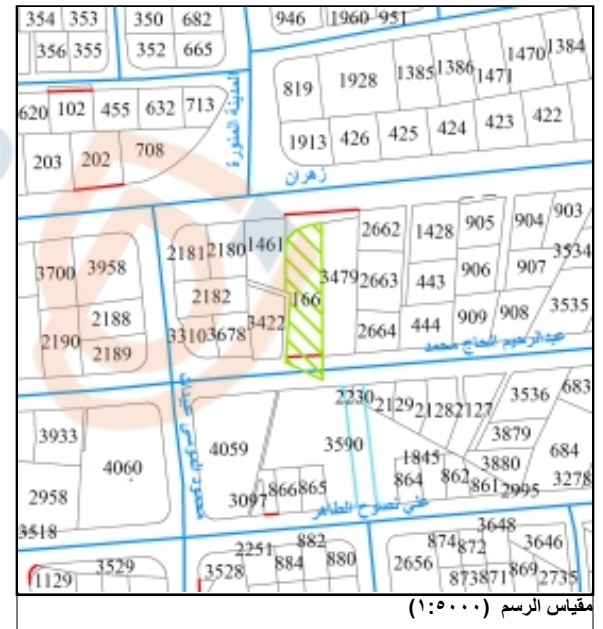 354 353 350 682 946 1960 951
356 355 352 665 1470 1384
819 1928 1385 1386 1471
620 102 455 632 713 المدينة المنورة
1913 426 425 424 423 422
203 202 708
زهران
2662 1428 905 904 903
2181 2180 1461
3700 3958 3479 2663 443 906 907 3534
2182 166
2188 3310 3678 3422 2664 444 909 908 3535
2190 2189 عبدالرحيم الحاج محمد
2230 2129 2128 2127 3536 683
3933 4059 3590 3879
4060 1845 3880 684
2958 3097 866 865 864 862 861 2995 3278
3518 علي نصوح الطاهر
2251 882 874 872 3648 3646
1129 3529 3528 884 880 2656 873 871 869 2735
مقياس الرسم (١:٥٠٠٠)